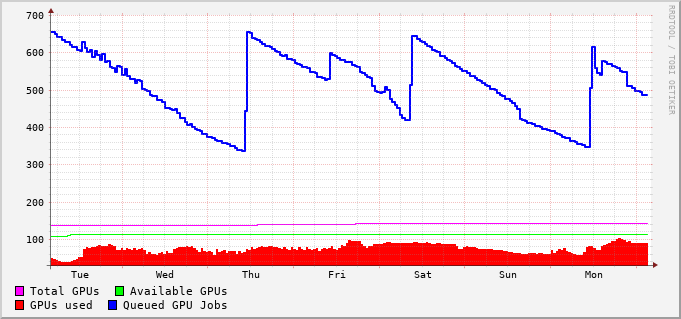 700
600
500
400
300
200
100
Tue Wed Thu Fri Sat Sun Mon
Total GPUs Available GPUs
GPUs used Queued GPU Jobs
RRDTOOL / TOBI OETIKER